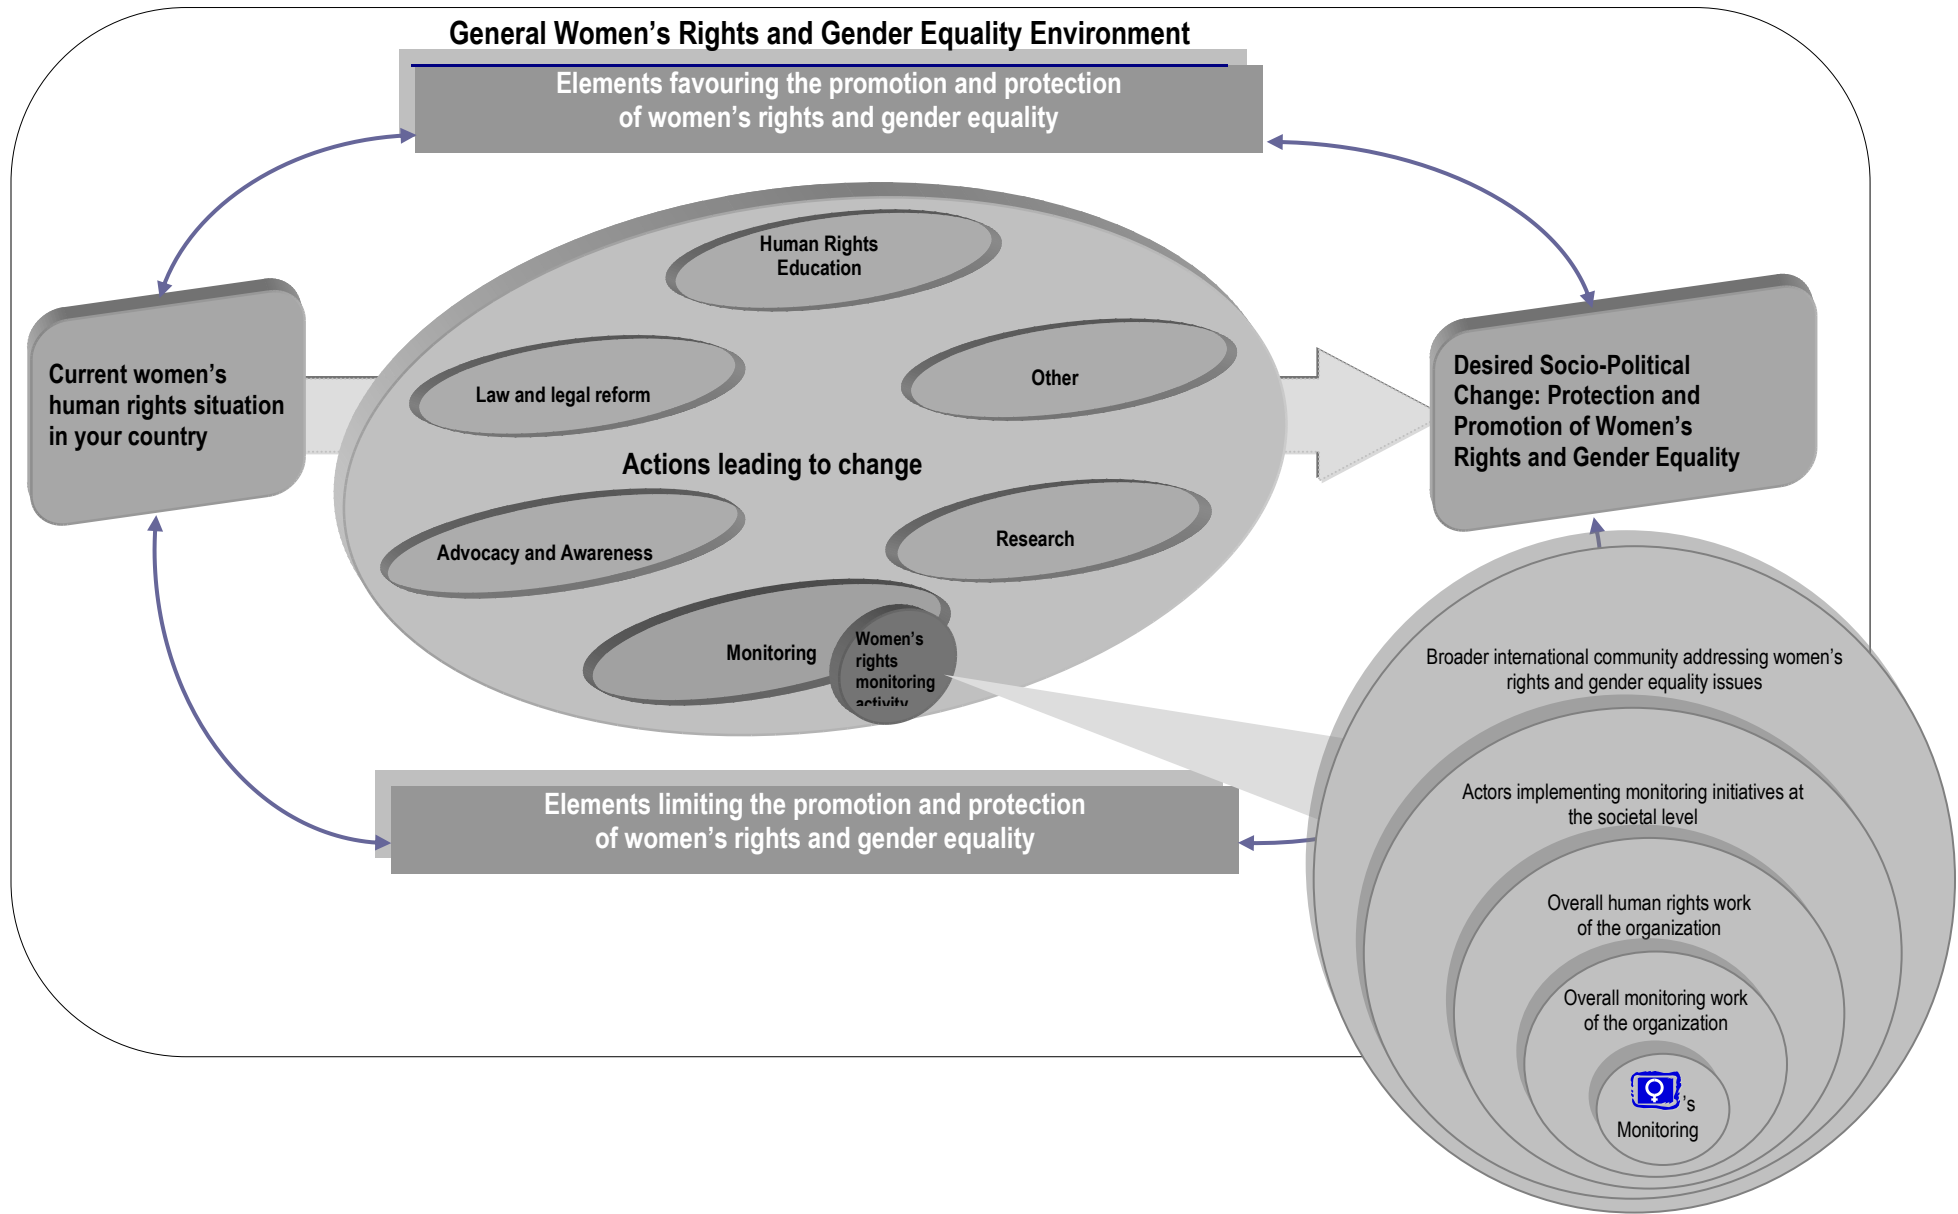 General Women’s Rights and Gender Equality Environment
Elements favouring the promotion and protection
of women’s rights and gender equality
Human Rights
Education
Law and legal reform
Other
Current women’s
human rights situation
in your country
Desired Socio-Political
Change: Protection and
Promotion of Women’s
Rights and Gender Equality
Actions leading to change
Advocacy and Awareness
Research
Monitoring
Women’s
rights
monitoring
activity
Elements limiting the promotion and protection
of women’s rights and gender equality
Broader international community addressing women’s
rights and gender equality issues
Actors implementing monitoring initiatives at
the societal level
Overall human rights work
of the organization
Overall monitoring work
of the organization
’s
Monitoring